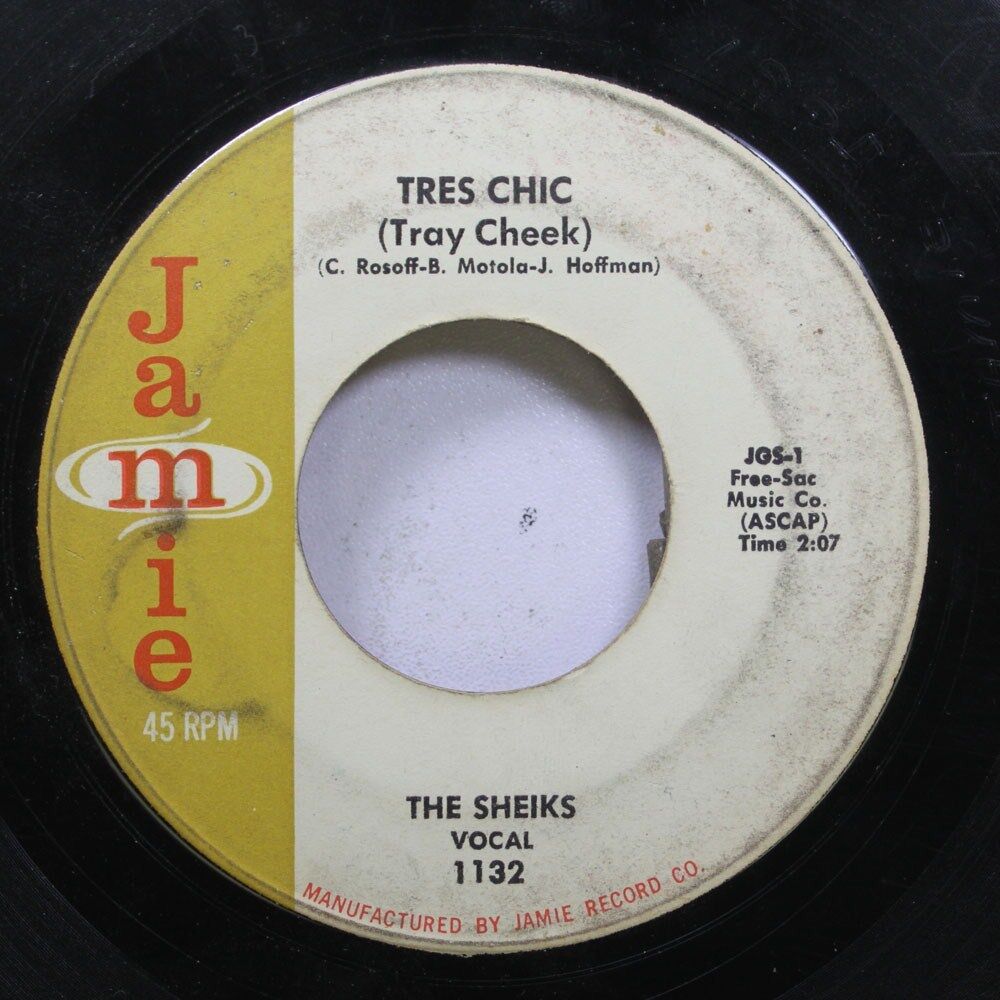 TRES CHIC
(Tray Cheek)
(C. Rosoff-B. Motola-J. Hoffman)
Jamie
45 RPM
JGS-1
Free-Sac
Music Co.
(ASCAP)
Time 2:07
THE SHEIKS
VOCAL
1132
MANUFACTURED BY JAMIE RECORD CO.